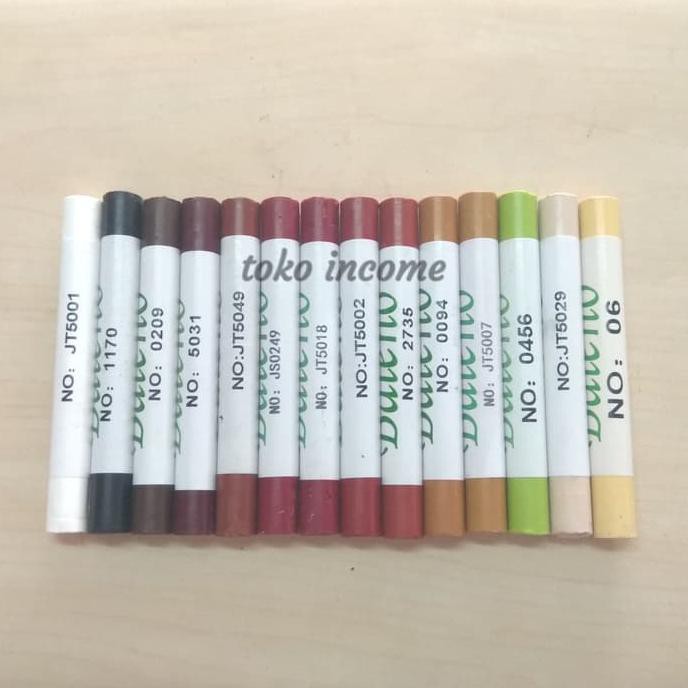 toko income
NO: JT5001
NO: 1170
NO: 0209
NO: 5031
NO:JT5049
NO: JS0249
NO: JT5018
NO:JT5002
NO: 2735
NO: 0094
NO: JT5007
NO: 0456
NO:JT5029
NO: 06